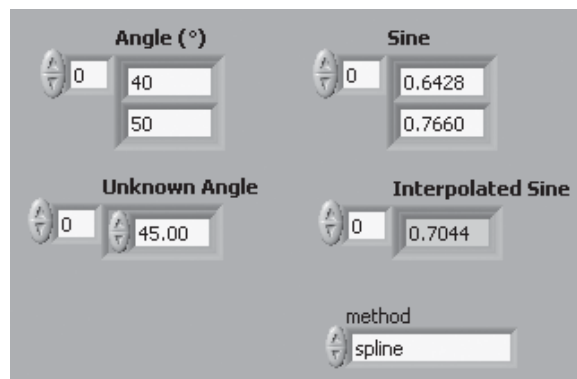 Angle (°)
Sine
0
40
50
0
0.6428
0.7660
Unknown Angle
Interpolated Sine
0
45.00
0
0.7044
method
spline